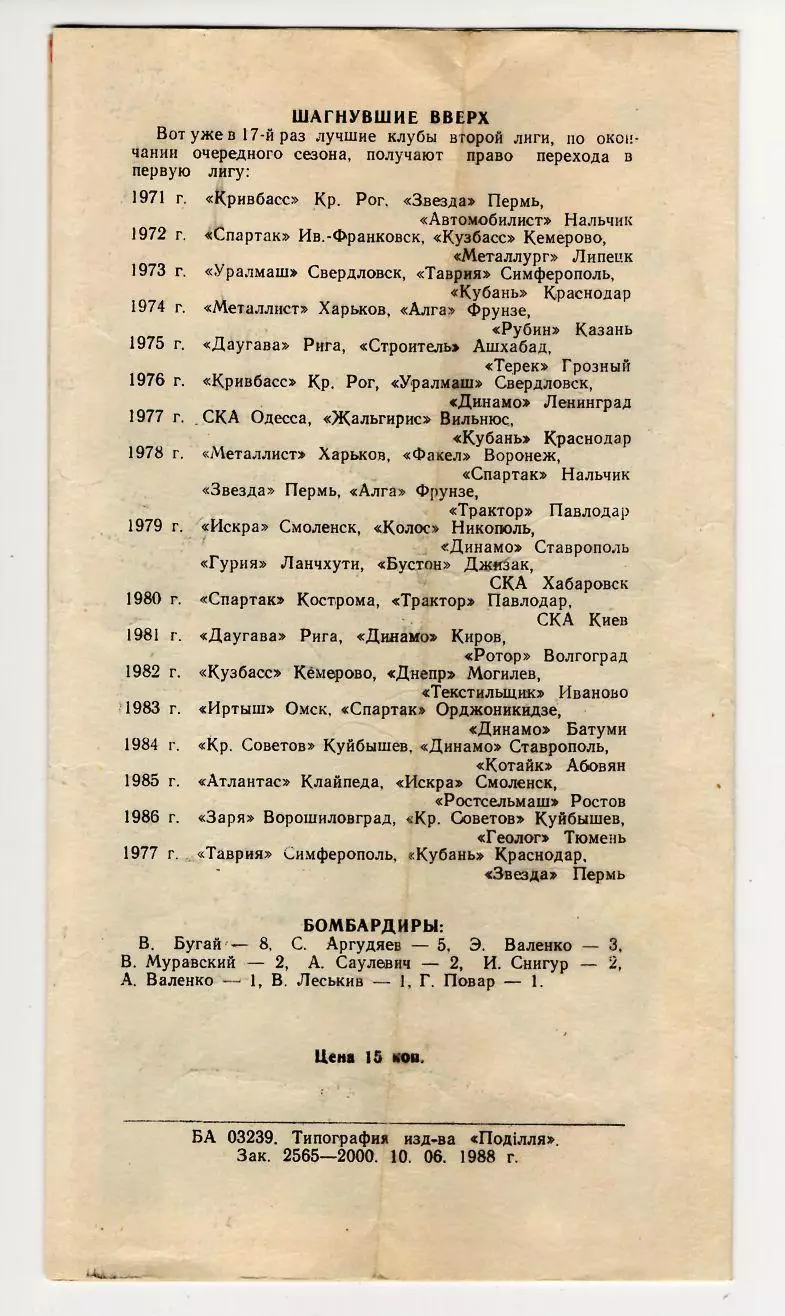 ШАГНУВШИЕ ВВЕРХ
Вот уже в 17-й раз лучшие клубы второй лиги, по окон-
чании очередного сезона, получают право перехода в
первую лигу:
1971 г. «Кривбасс» Кр. Рог, «Звезда» Пермь,
«Автомобилист» Нальчик
1972 г. «Спартак» Ив.-Франковск, «Кузбасс» Кемерово,
«Металлург» Липецк
1973 г. «Уралмаш» Свердловск, «Таврия» Симферополь,
«Кубань» Краснодар
1974 г. «Металлист» Харьков, «Алга» Фрунзе,
«Рубин» Казань
1975 г. «Даугава» Рига, «Строитель» Ашхабад,
«Терек» Грозный
1976 г. «Кривбасс» Кр. Рог, «Уралмаш» Свердловск,
«Динамо» Ленинград
1977 г. СКА Одесса, «Жальгирис» Вильнюс,
«Кубань» Краснодар
1978 г. «Металлист» Харьков, «Факел» Воронеж,
«Спартак» Нальчик
«Звезда» Пермь, «Алга» Фрунзе,
«Трактор» Павлодар
1979 г. «Искра» Смоленск, «Колос» Никополь,
«Динамо» Ставрополь
«Гурия» Ланчхути, «Бустон» Джизак,
СКА Хабаровск
1980 г. «Спартак» Кострома, «Трактор» Павлодар,
СКА Киев
1981 г. «Даугава» Рига, «Динамо» Киров,
«Ротор» Волгоград
1982 г. «Кузбасс» Кемерово, «Днепр» Могилев,
«Текстильщик» Иваново
1983 г. «Иртыш» Омск, «Спартак» Орджоникидзе,
«Динамо» Батуми
1984 г. «Кр. Советов» Куйбышев, «Динамо» Ставрополь,
«Котайк» Абовян
1985 г. «Атлантас» Клайпеда, «Искра» Смоленск,
«Ростсельмаш» Ростов
1986 г. «Заря» Ворошиловград, «Кр. Советов» Куйбышев,
«Геолог» Тюмень
1977 г. «Таврия» Симферополь, «Кубань» Краснодар,
«Звезда» Пермь
БОМБАРДИРЫ:
В. Бугай — 8, С. Аргудяев — 5, Э. Валенко — 3,
В. Муравский — 2, А. Саулевич — 2, И. Снигур — 2,
А. Валенко — 1, В. Леськив — 1, Г. Повар — 1.
Цена 15 коп.
БА 03239. Типография изд-ва «Поділля».
Зак. 2565—2000. 10. 06. 1988 г.